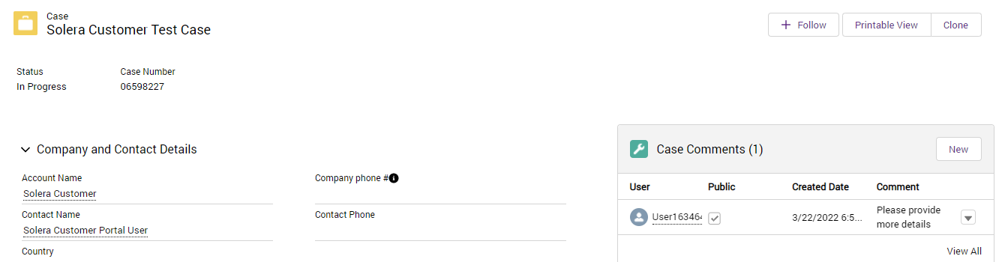 Case
Solera Customer Test Case
+ Follow
Printable View
Clone
Status
Case Number
In Progress
06598227
Company and Contact Details
Account Name
Company phone #
Solera Customer
Contact Name
Contact Phone
Solera Customer Portal User
Country
Case Comments (1)
New
User
Public
Created Date
Comment
User163464
3/22/2022 6:5...
Please provide
more details
View All